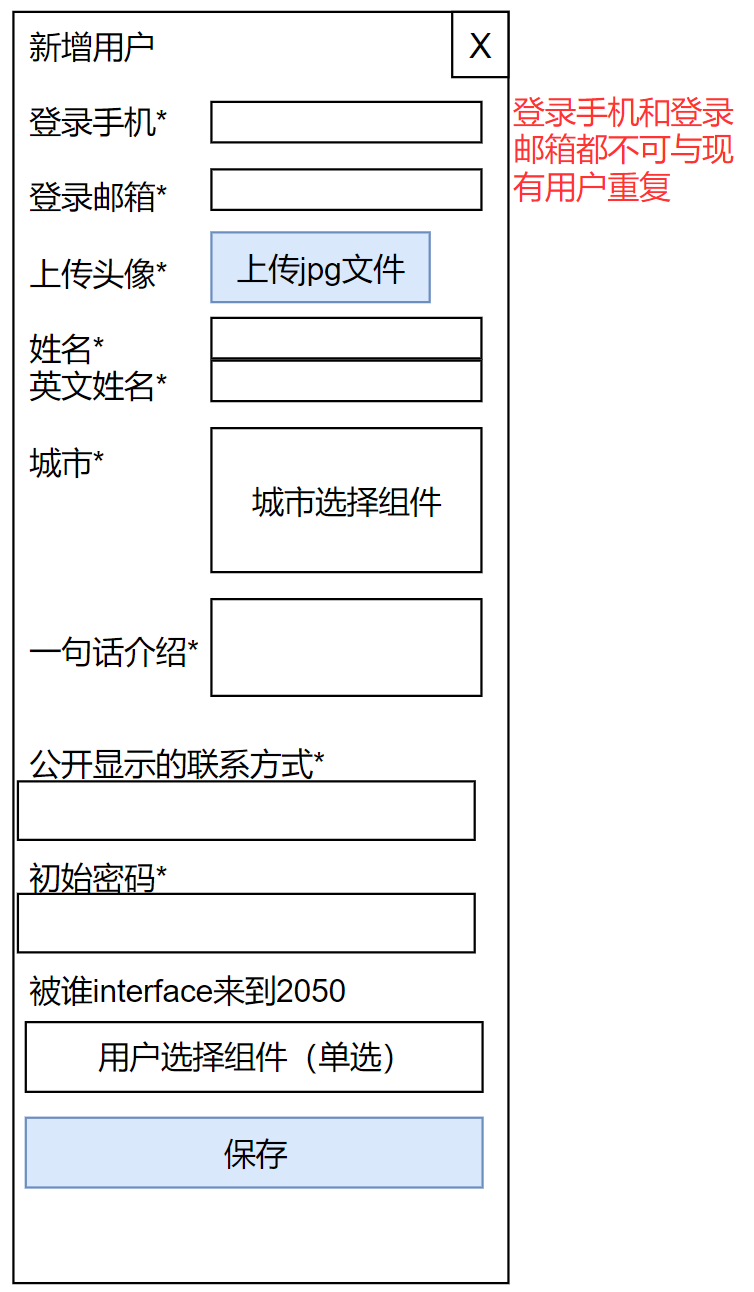 新增用户
X
登录手机*
登录手机和登录
邮箱都不可与现
有用户重复
登录邮箱*
上传头像*
上传jpg文件
姓名*
英文姓名*
城市*
城市选择组件
一句话介绍*
公开显示的联系方式*
初始密码*
被谁interface来到2050
用户选择组件（单选）
保存